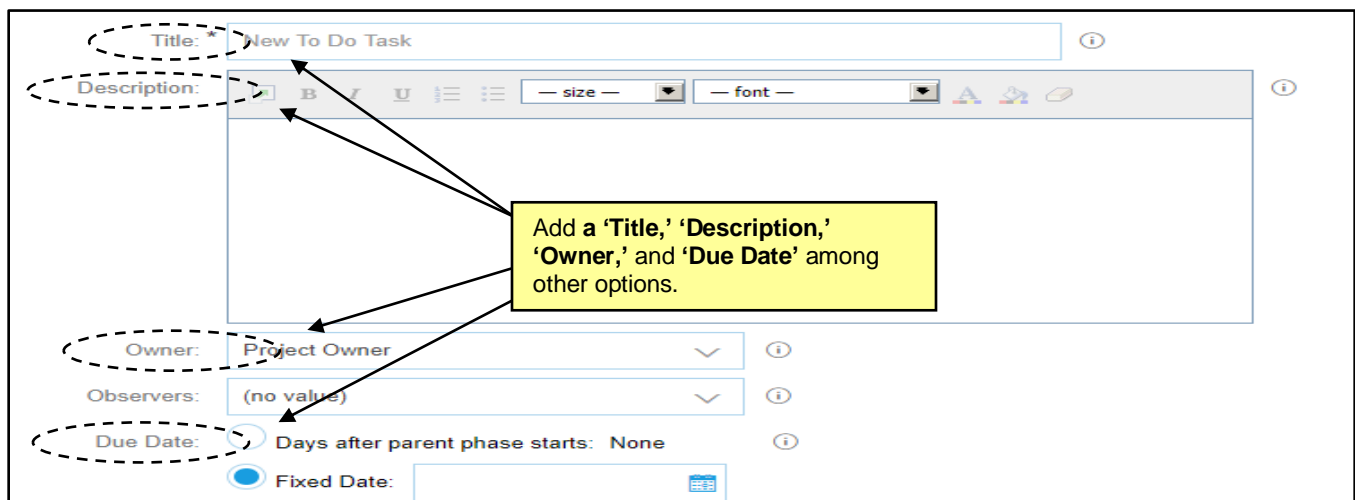 Title: * New To Do Task
Description:
B I U — size — — font — A
Add a ‘Title,’ ‘Description,’
‘Owner,’ and ‘Due Date’ among
other options.
Owner: Project Owner
Observers: (no value)
Due Date: Days after parent phase starts: None
Fixed Date: